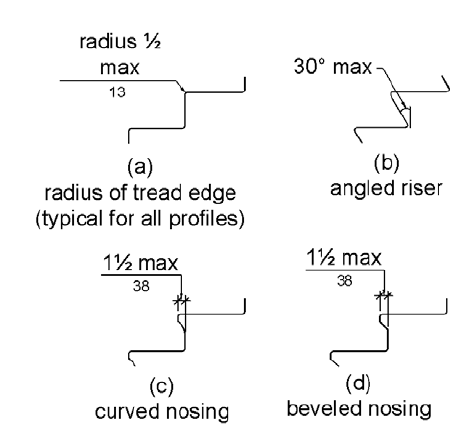 radius ½
max
13
30° max
(a)
radius of tread edge
(typical for all profiles)
(b)
angled riser
1½ max
38
1½ max
38
(c)
curved nosing
(d)
beveled nosing